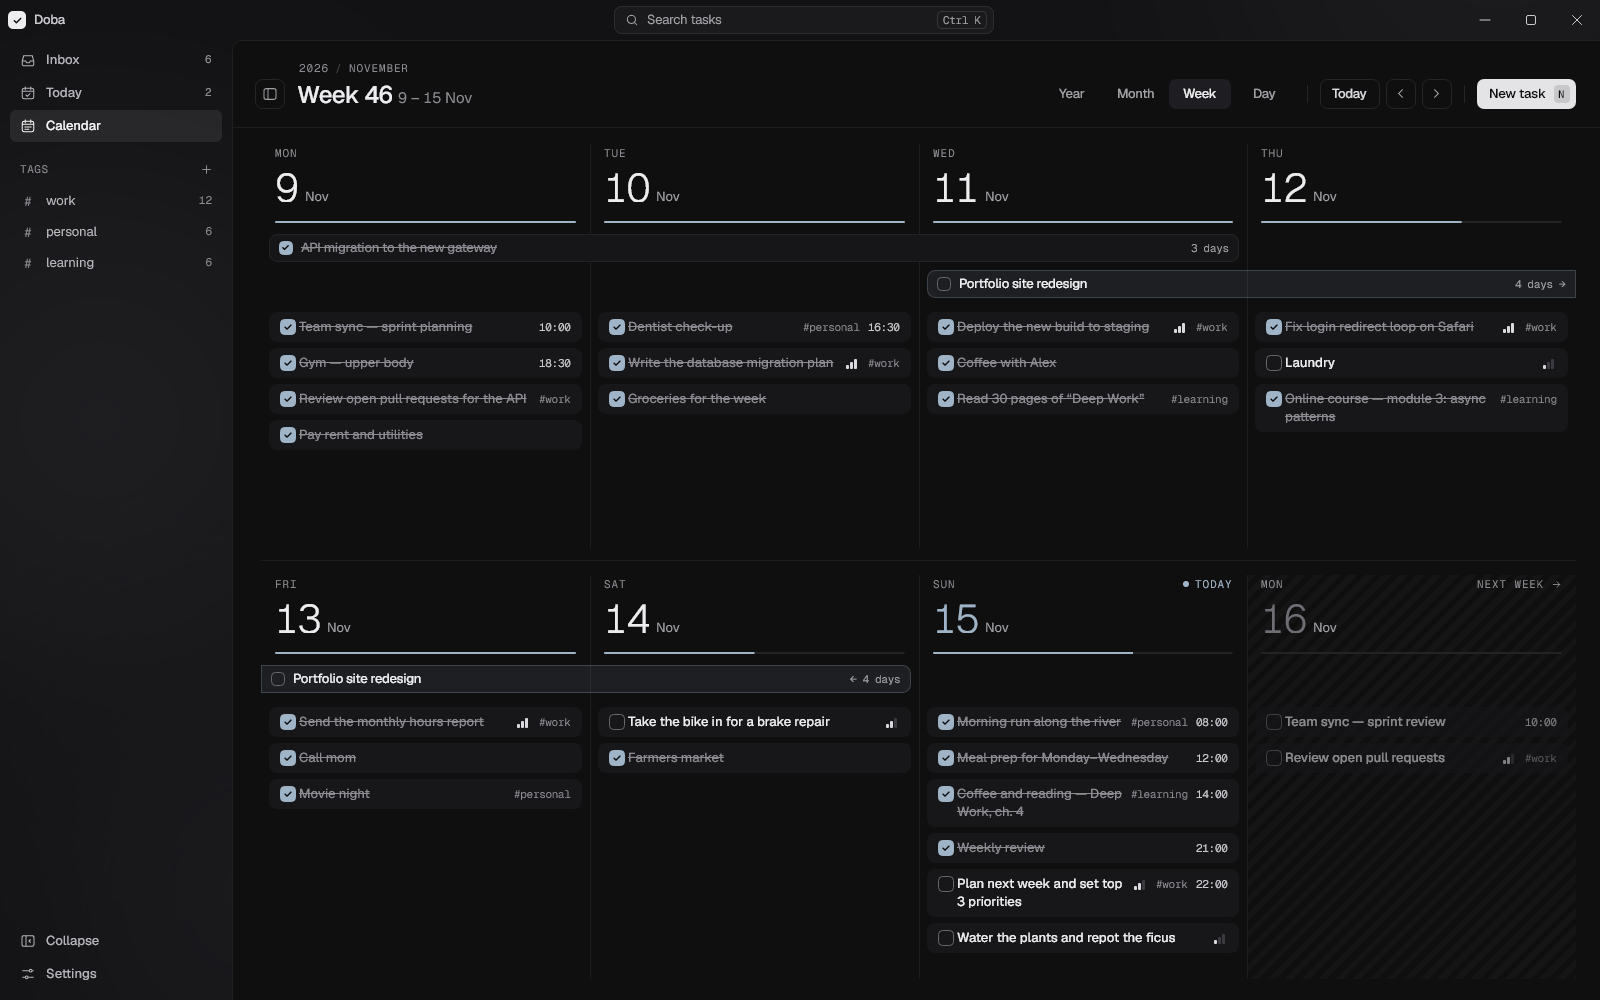 Doba
Search tasks
Ctrl K
Inbox 6
Today 2
Calendar
TAGS +
# work 12
# personal 6
# learning 6
Collapse
Settings
2026 / NOVEMBER
Week 46 9 – 15 Nov
Year Month Week Day
Today
New task N
MON
9 Nov
TUE
10 Nov
WED
11 Nov
THU
12 Nov
API migration to the new gateway 3 days
Portfolio site redesign 4 days →
Team sync — sprint planning 10:00
Gym — upper body 18:30
Review open pull requests for the API #work
Pay rent and utilities
Dentist check-up #personal 16:30
Write the database migration plan #work
Groceries for the week
Deploy the new build to staging #work
Coffee with Alex
Read 30 pages of “Deep Work” #learning
Fix login redirect loop on Safari #work
Laundry
Online course — module 3: async #learning
patterns
FRI
13 Nov
SAT
14 Nov
SUN TODAY
15 Nov
MON NEXT WEEK →
16 Nov
Portfolio site redesign ← 4 days
Send the monthly hours report #work
Call mom
Movie night #personal
Take the bike in for a brake repair
Farmers market
Morning run along the river #personal 08:00
Meal prep for Monday–Wednesday 12:00
Coffee and reading — Deep #learning 14:00
Work, ch. 4
Weekly review 21:00
Plan next week and set top #work 22:00
3 priorities
Water the plants and repot the ficus
Team sync — sprint review 10:00
Review open pull requests #work